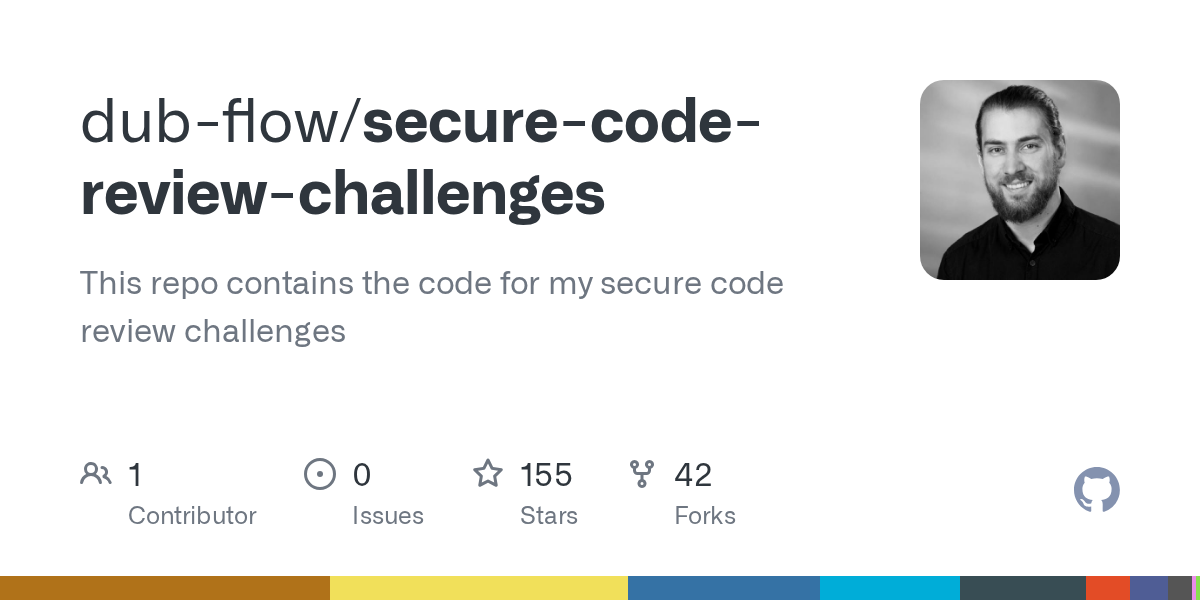 dub-flow/secure-code-
review-challenges
This repo contains the code for my secure code
review challenges
1
Contributor
0
Issues
155
Stars
42
Forks